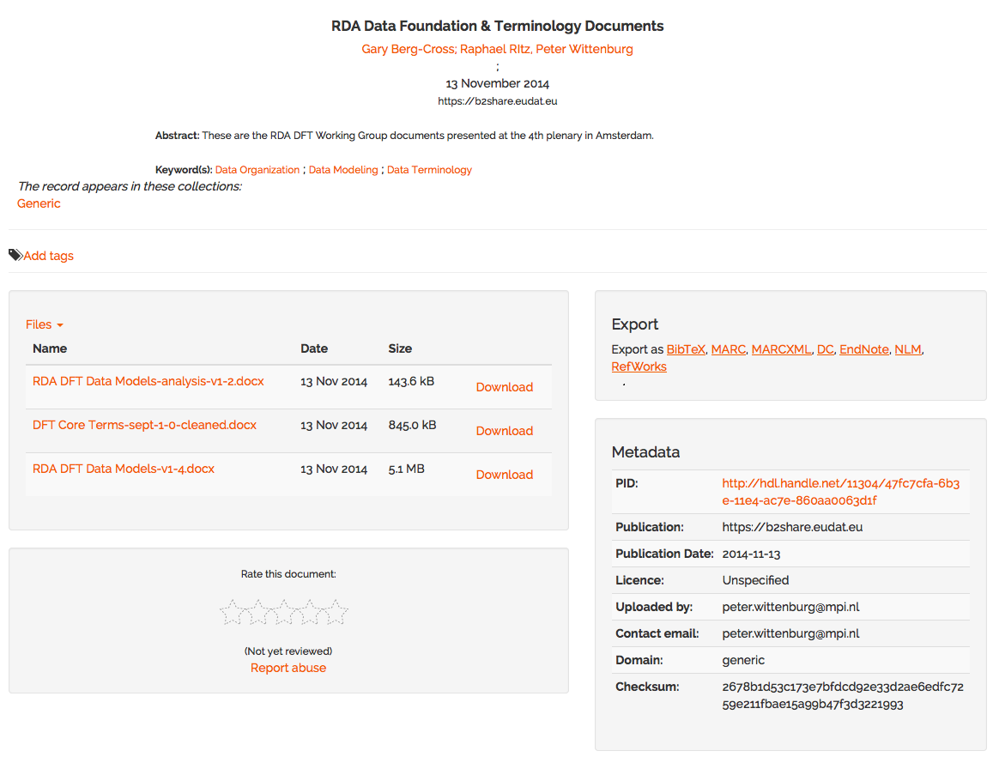 RDA Data Foundation & Terminology Documents
Gary Berg-Cross; Raphael RItz, Peter Wittenburg
;
13 November 2014
https://b2share.eudat.eu
Abstract: These are the RDA DFT Working Group documents presented at the 4th plenary in Amsterdam.
Keyword(s): Data Organization ; Data Modeling ; Data Terminology
The record appears in these collections:
Generic
Add tags
Files
Name Date Size
RDA DFT Data Models-analysis-v1-2.docx 13 Nov 2014 143.6 kB Download
DFT Core Terms-sept-1-0-cleaned.docx 13 Nov 2014 845.0 kB Download
RDA DFT Data Models-v1-4.docx 13 Nov 2014 5.1 MB Download
Rate this document:
(Not yet reviewed)
Report abuse
Export
Export as BibTeX, MARC, MARCXML, DC, EndNote, NLM,
RefWorks
.
Metadata
PID: http://hdl.handle.net/11304/47fc7cfa-6b3
e-11e4-ac7e-860aa0063d1f
Publication: https://b2share.eudat.eu
Publication Date: 2014-11-13
Licence: Unspecified
Uploaded by: peter.wittenburg@mpi.nl
Contact email: peter.wittenburg@mpi.nl
Domain: generic
Checksum: 2678b1d53c173e7bfdcd92e33d2ae6edfc72
59e211fbae15a99b47f3d3221993